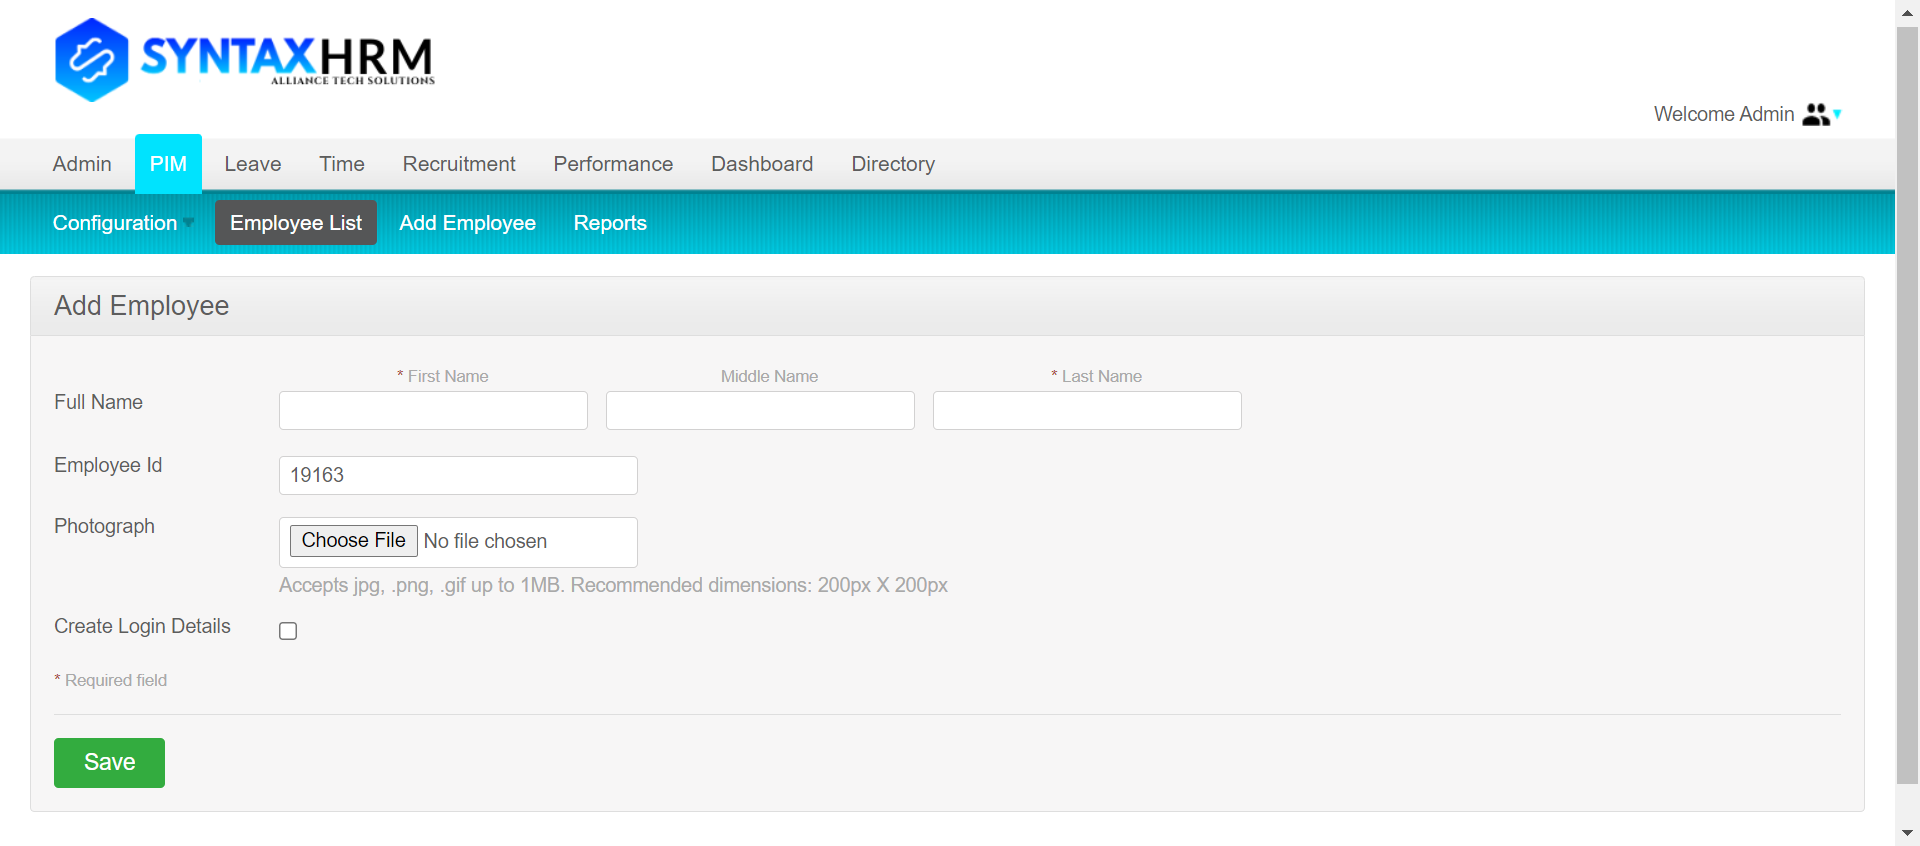 SYNTAXHRM
ALLIANCE TECH SOLUTIONS
Welcome Admin
Admin PIM Leave Time Recruitment Performance Dashboard Directory
Configuration Employee List Add Employee Reports
Add Employee
* First Name Middle Name * Last Name
Full Name
Employee Id 19163
Photograph Choose File No file chosen
Accepts jpg, .png, .gif up to 1MB. Recommended dimensions: 200px X 200px
Create Login Details
* Required field
Save